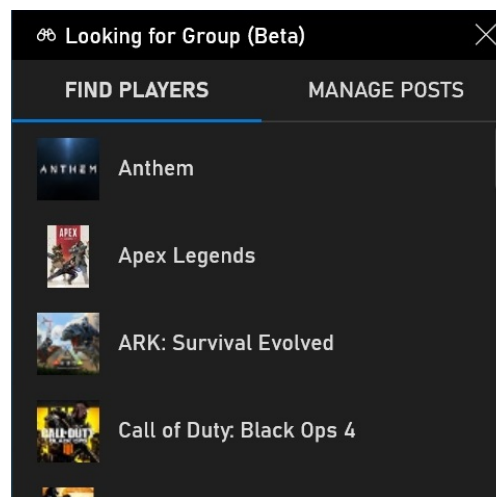 Looking for Group (Beta)
FIND PLAYERS MANAGE POSTS
ANTHEM
Anthem
APEX
Apex Legends
ARK: Survival Evolved
CALL OF DUTY
Call of Duty: Black Ops 4